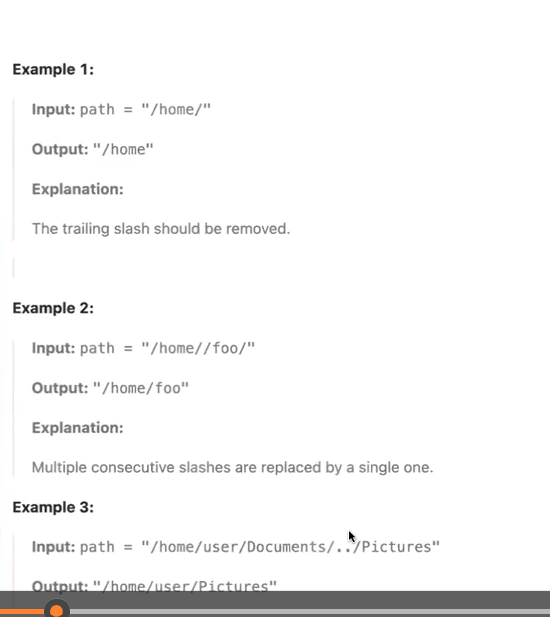 Example 1:
Input: path = "/home/"
Output: "/home"
Explanation:
The trailing slash should be removed.
Example 2:
Input: path = "/home//foo/"
Output: "/home/foo"
Explanation:
Multiple consecutive slashes are replaced by a single one.
Example 3:
Input: path = "/home/user/Documents/../Pictures"
Output: "/home/user/Pictures"